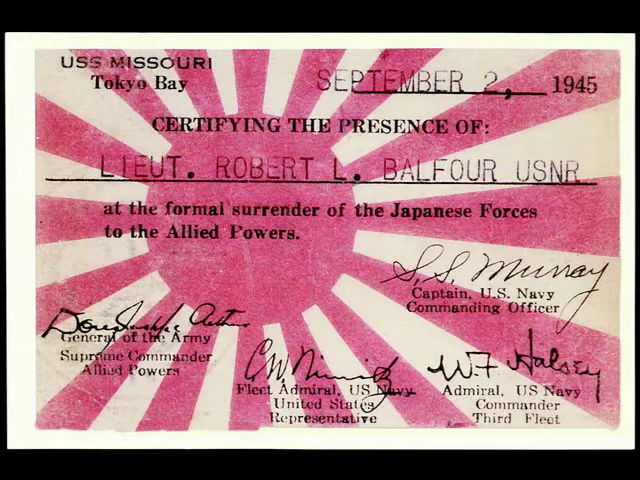 USS MISSOURI
Tokyo Bay
SEPTEMBER 2, 1945
CERTIFYING THE PRESENCE OF:
LIEUT. ROBERT L. BALFOUR USNR
at the formal surrender of the Japanese Forces
to the Allied Powers.
S. S. Murray
Captain, U.S. Navy
Commanding Officer
Douglas MacArthur
General of the Army
Supreme Commander
Allied Powers
C W Nimitz
Fleet Admiral, US Navy
United States
Representative
W F Halsey
Admiral, US Navy
Commander
Third Fleet